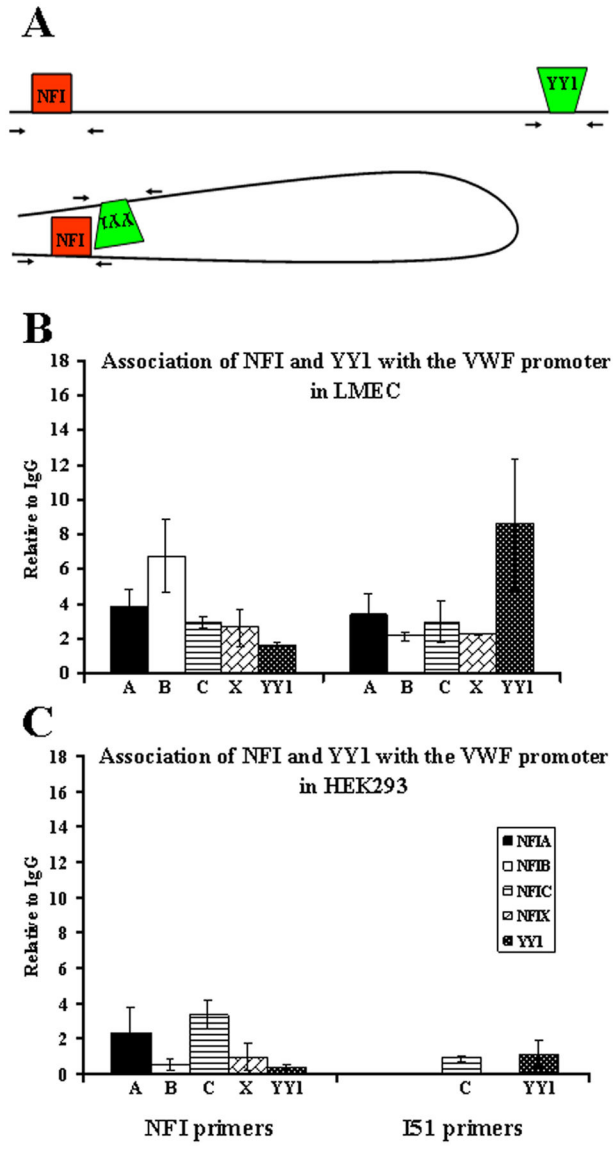 A
NFI
YY1
YY1
NFI
B
Association of NFI and YY1 with the VWF promoter
in LMEC
Relative to IgG
18
16
14
12
10
8
6
4
2
0
A B C X YY1 A B C X YY1
C
Association of NFI and YY1 with the VWF promoter
in HEK293
Relative to IgG
18
16
14
12
10
8
6
4
2
0
NFIA
NFIB
NFIC
NFIX
YY1
A B C X YY1 C YY1
NFI primers I51 primers